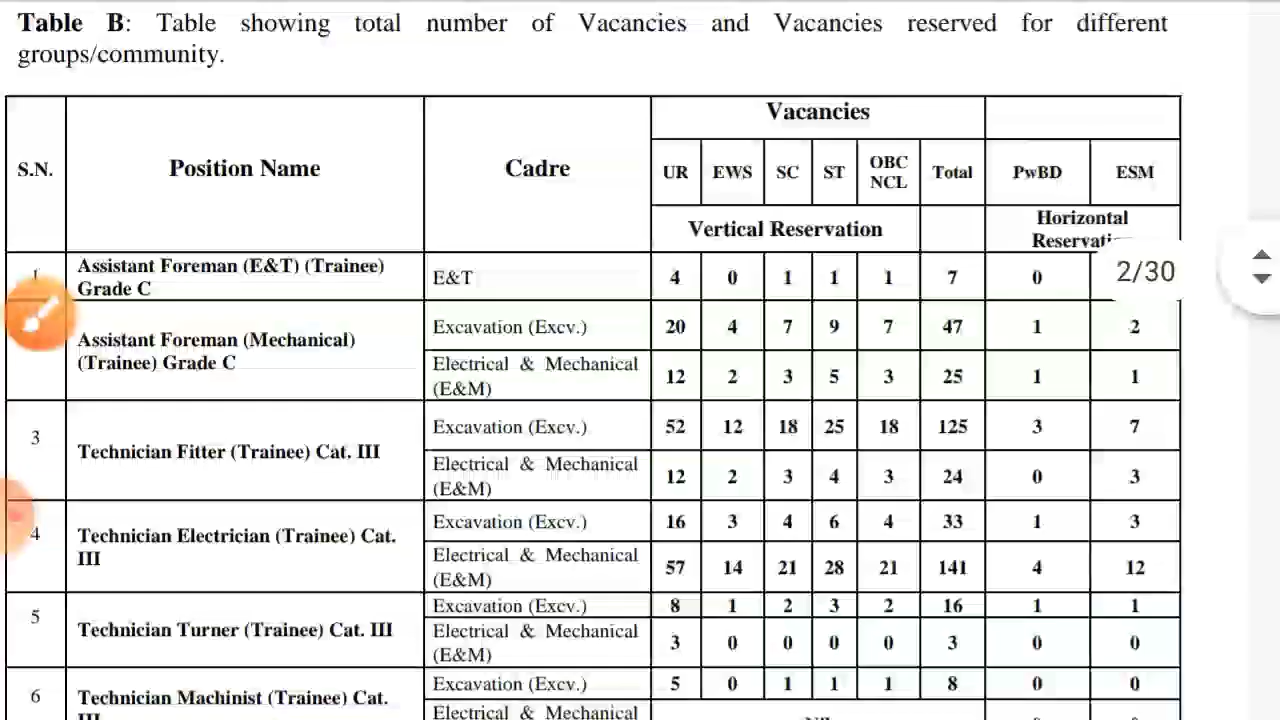 Table B: Table showing total number of Vacancies and Vacancies reserved for different
groups/community.
S.N. Position Name Cadre Vacancies
UR EWS SC ST OBC NCL Total PwBD ESM
Vertical Reservation Horizontal
1 Assistant Foreman (E&T) (Trainee) Grade C E&T 4 0 1 1 1 7 0
2/30
Assistant Foreman (Mechanical) (Trainee) Grade C Excavation (Excv.) 20 4 7 9 7 47 1 2
Electrical & Mechanical (E&M) 12 2 3 5 3 25 1 1
3 Technician Fitter (Trainee) Cat. III Excavation (Excv.) 52 12 18 25 18 125 3 7
Electrical & Mechanical (E&M) 12 2 3 4 3 24 0 3
4 Technician Electrician (Trainee) Cat. III Excavation (Excv.) 16 3 4 6 4 33 1 3
Electrical & Mechanical (E&M) 57 14 21 28 21 141 4 12
5 Technician Turner (Trainee) Cat. III Excavation (Excv.) 8 1 2 3 2 16 1 1
Electrical & Mechanical (E&M) 3 0 0 0 0 3 0 0
6 Technician Machinist (Trainee) Cat. Excavation (Excv.) 5 0 1 1 1 8 0 0
Electrical & Mechanical